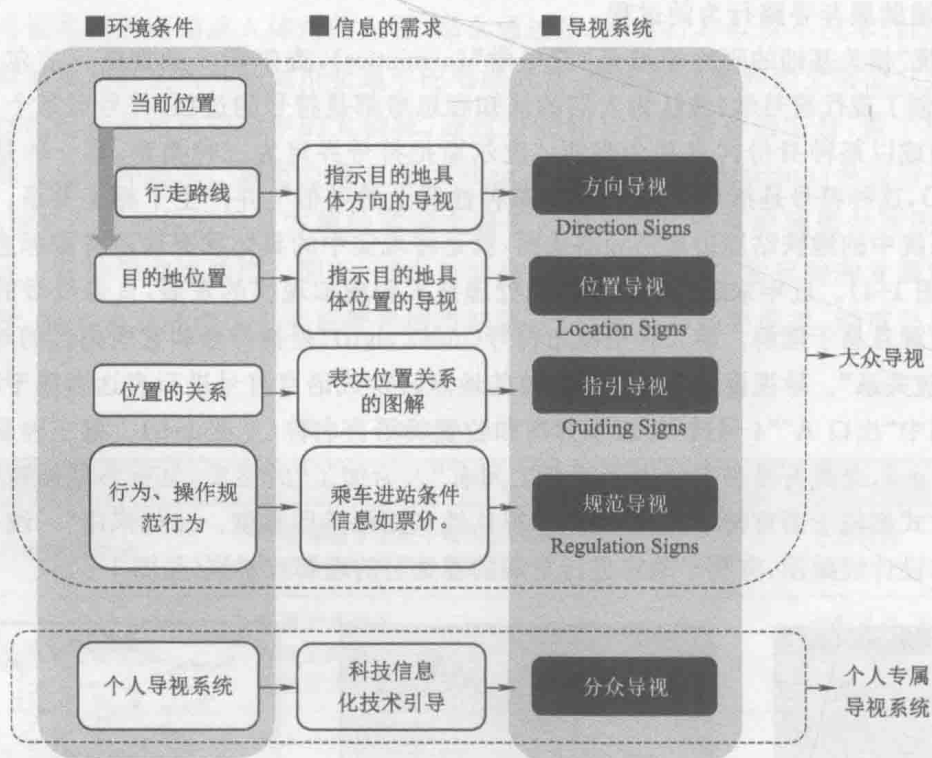 ■环境条件
■信息的需求
■导视系统
当前位置
行走路线
指示目的地具
体方向的导视
方向导视
Direction Signs
目的地位置
指示目的地具
体位置的导视
位置导视
Location Signs
大众导视
位置的关系
表达位置关系
的图解
指引导视
Guiding Signs
行为、操作规
范行为
乘车进站条件
信息如票价。
规范导视
Regulation Signs
个人导视系统
科技信息
化技术引导
分众导视
个人专属
导视系统